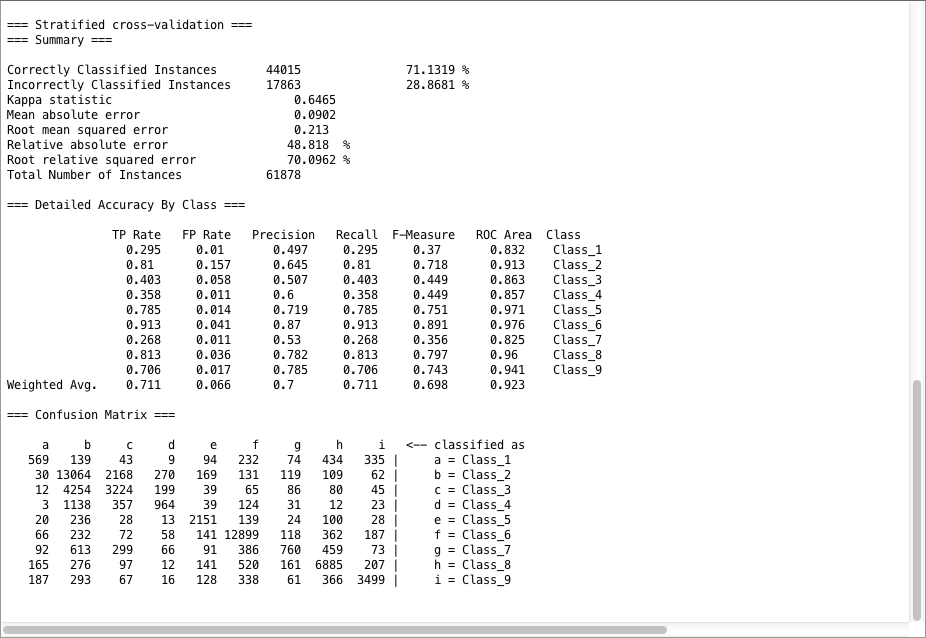 === Stratified cross-validation ===
=== Summary ===
Correctly Classified Instances 44015 71.1319 %
Incorrectly Classified Instances 17863 28.8681 %
Kappa statistic 0.6465
Mean absolute error 0.0902
Root mean squared error 0.213
Relative absolute error 48.818 %
Root relative squared error 70.0962 %
Total Number of Instances 61878
=== Detailed Accuracy By Class ===
TP Rate FP Rate Precision Recall F-Measure ROC Area Class
0.295 0.01 0.497 0.295 0.37 0.832 Class_1
0.81 0.157 0.645 0.81 0.718 0.913 Class_2
0.403 0.058 0.507 0.403 0.449 0.863 Class_3
0.358 0.011 0.6 0.358 0.449 0.857 Class_4
0.785 0.014 0.719 0.785 0.751 0.971 Class_5
0.913 0.041 0.87 0.913 0.891 0.976 Class_6
0.268 0.011 0.53 0.268 0.356 0.825 Class_7
0.813 0.036 0.782 0.813 0.797 0.96 Class_8
0.706 0.017 0.785 0.706 0.743 0.941 Class_9
Weighted Avg. 0.711 0.066 0.7 0.711 0.698 0.923
=== Confusion Matrix ===
a b c d e f g h i <-- classified as
569 139 43 9 94 232 74 434 335 | a = Class_1
30 13064 2168 270 169 131 119 109 62 | b = Class_2
12 4254 3224 199 39 65 86 80 45 | c = Class_3
3 1138 357 964 39 124 31 12 23 | d = Class_4
20 236 28 13 2151 139 24 100 28 | e = Class_5
66 232 72 58 141 12899 118 362 187 | f = Class_6
92 613 299 66 91 386 760 459 73 | g = Class_7
165 276 97 12 141 520 161 6885 207 | h = Class_8
187 293 67 16 128 338 61 366 3499 | i = Class_9